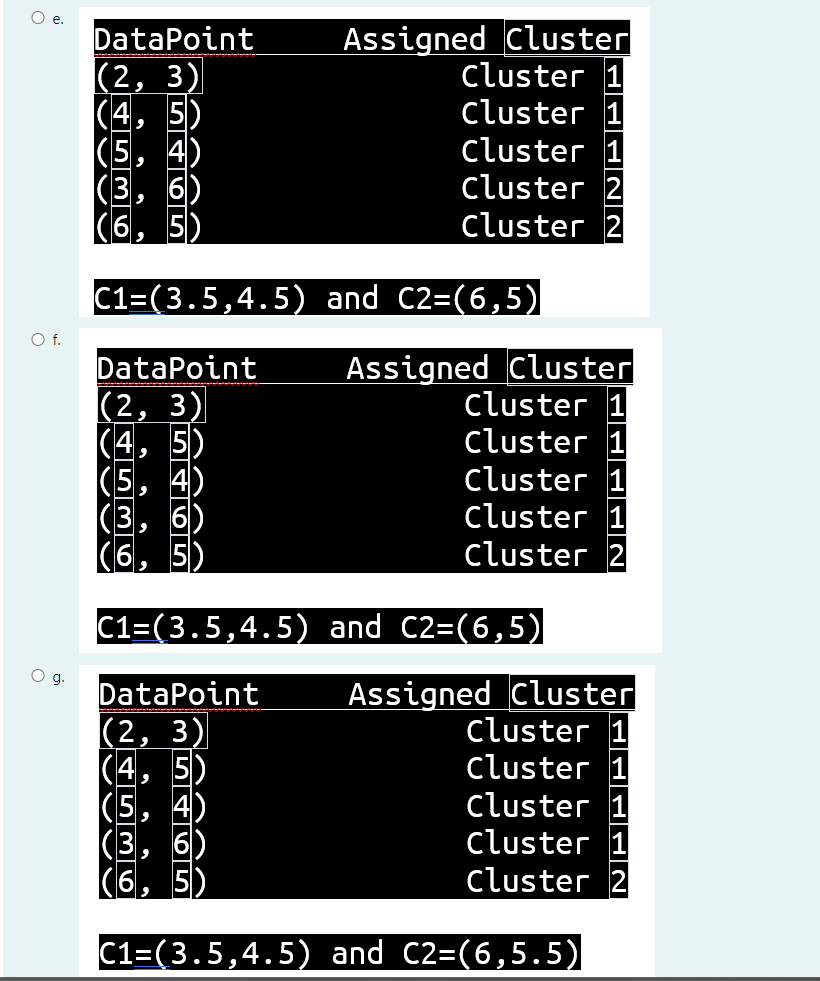 e.
DataPoint Assigned Cluster
(2, 3) Cluster 1
(4, 5) Cluster 1
(5, 4) Cluster 1
(3, 6) Cluster 2
(6, 5) Cluster 2
C1=(3.5,4.5) and C2=(6,5)
f.
DataPoint Assigned Cluster
(2, 3) Cluster 1
(4, 5) Cluster 1
(5, 4) Cluster 1
(3, 6) Cluster 1
(6, 5) Cluster 2
C1=(3.5,4.5) and C2=(6,5)
g.
DataPoint Assigned Cluster
(2, 3) Cluster 1
(4, 5) Cluster 1
(5, 4) Cluster 1
(3, 6) Cluster 1
(6, 5) Cluster 2
C1=(3.5,4.5) and C2=(6,5.5)